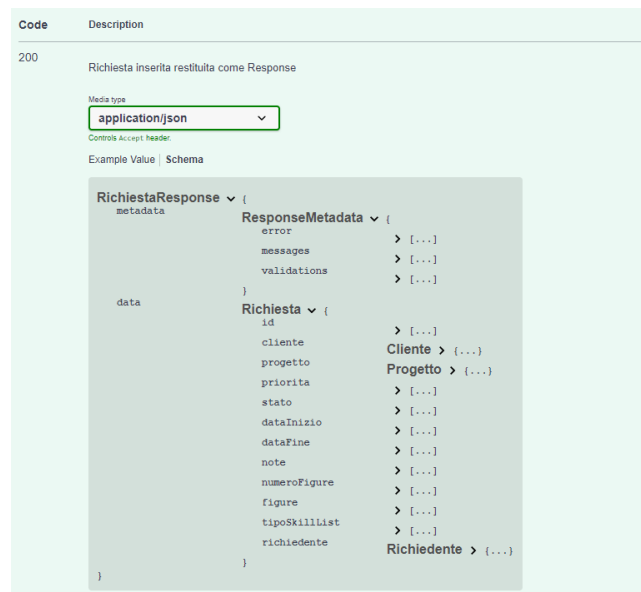 Code Description
200
Richiesta inserita restituita come Response
Media type
application/json
Controls Accept header.
Example Value | Schema
RichiestaResponse {
metadata ResponseMetadata {
error [...]
messages [...]
validations [...]
}
data Richiesta {
id [...]
cliente Cliente > {...}
progetto Progetto > {...}
priorita > [...]
stato > [...]
dataInizio > [...]
dataFine > [...]
note > [...]
numeroFigure > [...]
figure > [...]
tipoSkillList > [...]
richiedente Richiedente > {...}
}
}